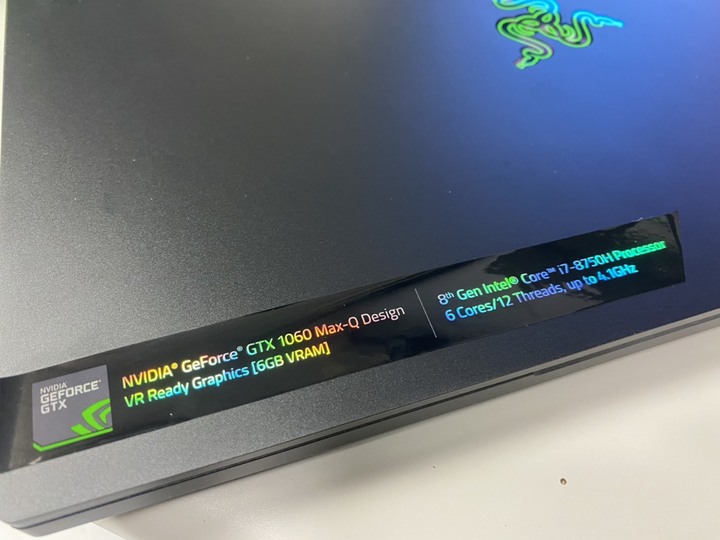 NVIDIA
GEFORCE®
GTX
NVIDIA® GeForce® GTX 1060 Max-Q Design
VR Ready Graphics [6GB VRAM]
8th Gen Intel® Core™ i7-8750H Processor
6 Cores/12 Threads, up to 4.1GHz